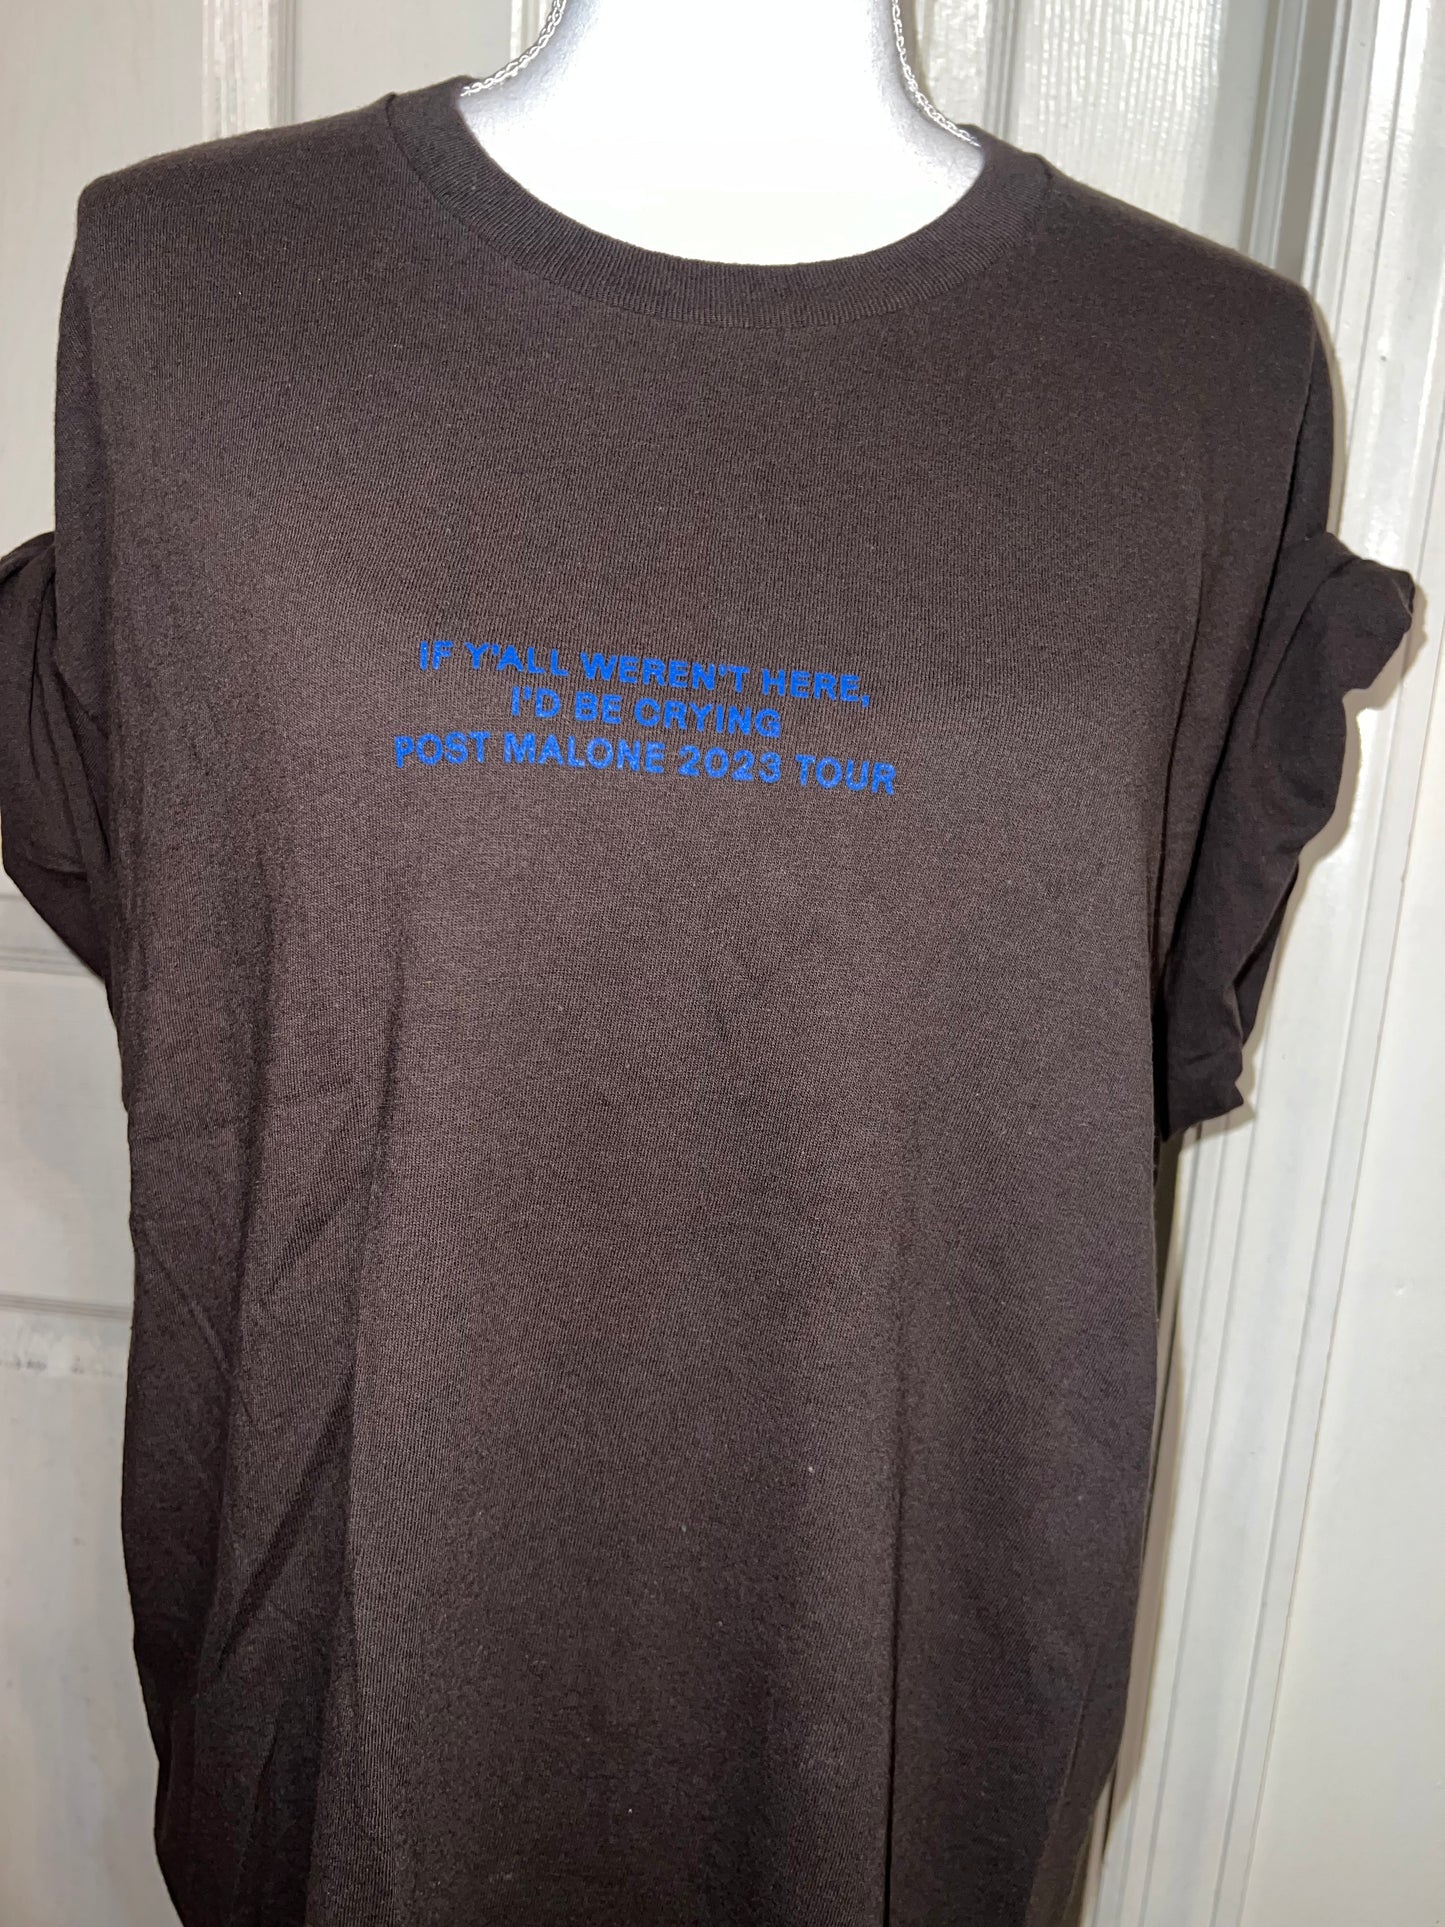 IF Y'ALL WEREN'T HERE,
I'D BE CRYING
POST MALONE 2023 TOUR